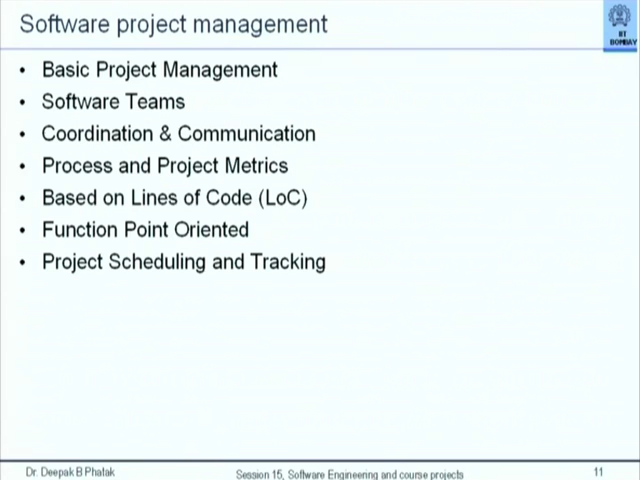 Software project management
IIT
BOMBAY
• Basic Project Management
• Software Teams
• Coordination & Communication
• Process and Project Metrics
• Based on Lines of Code (LoC)
• Function Point Oriented
• Project Scheduling and Tracking
Dr. Deepak B Phatak
Session 15, Software Engineering and course projects
11